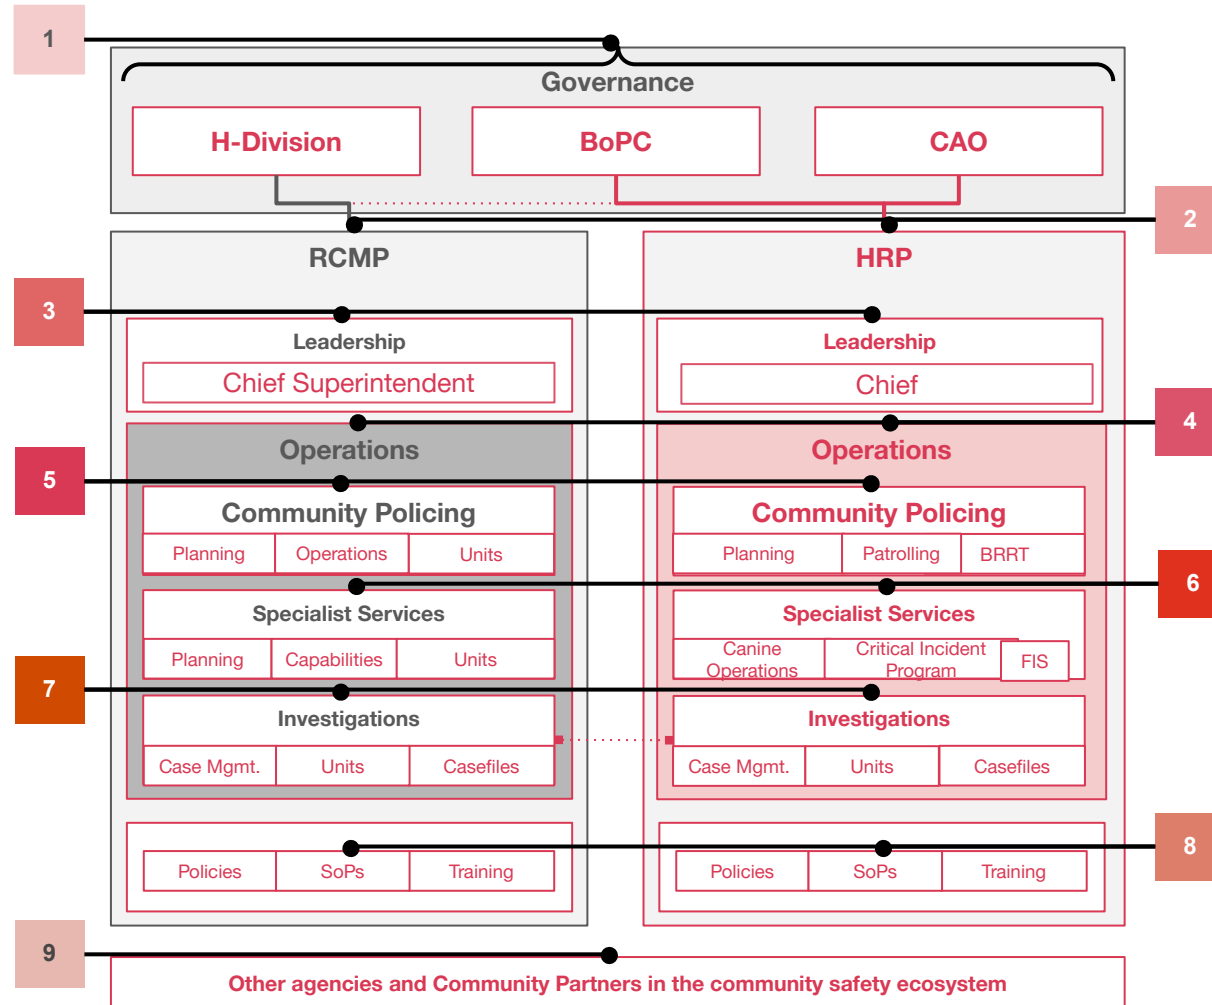 1
Governance
H-Division
BoPC
CAO
2
RCMP
HRP
3
Leadership
Leadership
Chief Superintendent
Chief
4
Operations
Operations
5
Community Policing
Community Policing
Planning
Operations
Units
Planning
Patrolling
BRRT
6
Specialist Services
Specialist Services
Planning
Capabilities
Units
Canine
Operations
Critical Incident
Program
FIS
7
Investigations
Investigations
Case Mgmt.
Units
Casefiles
Case Mgmt.
Units
Casefiles
8
Policies
SoPs
Training
Policies
SoPs
Training
9
Other agencies and Community Partners in the community safety ecosystem